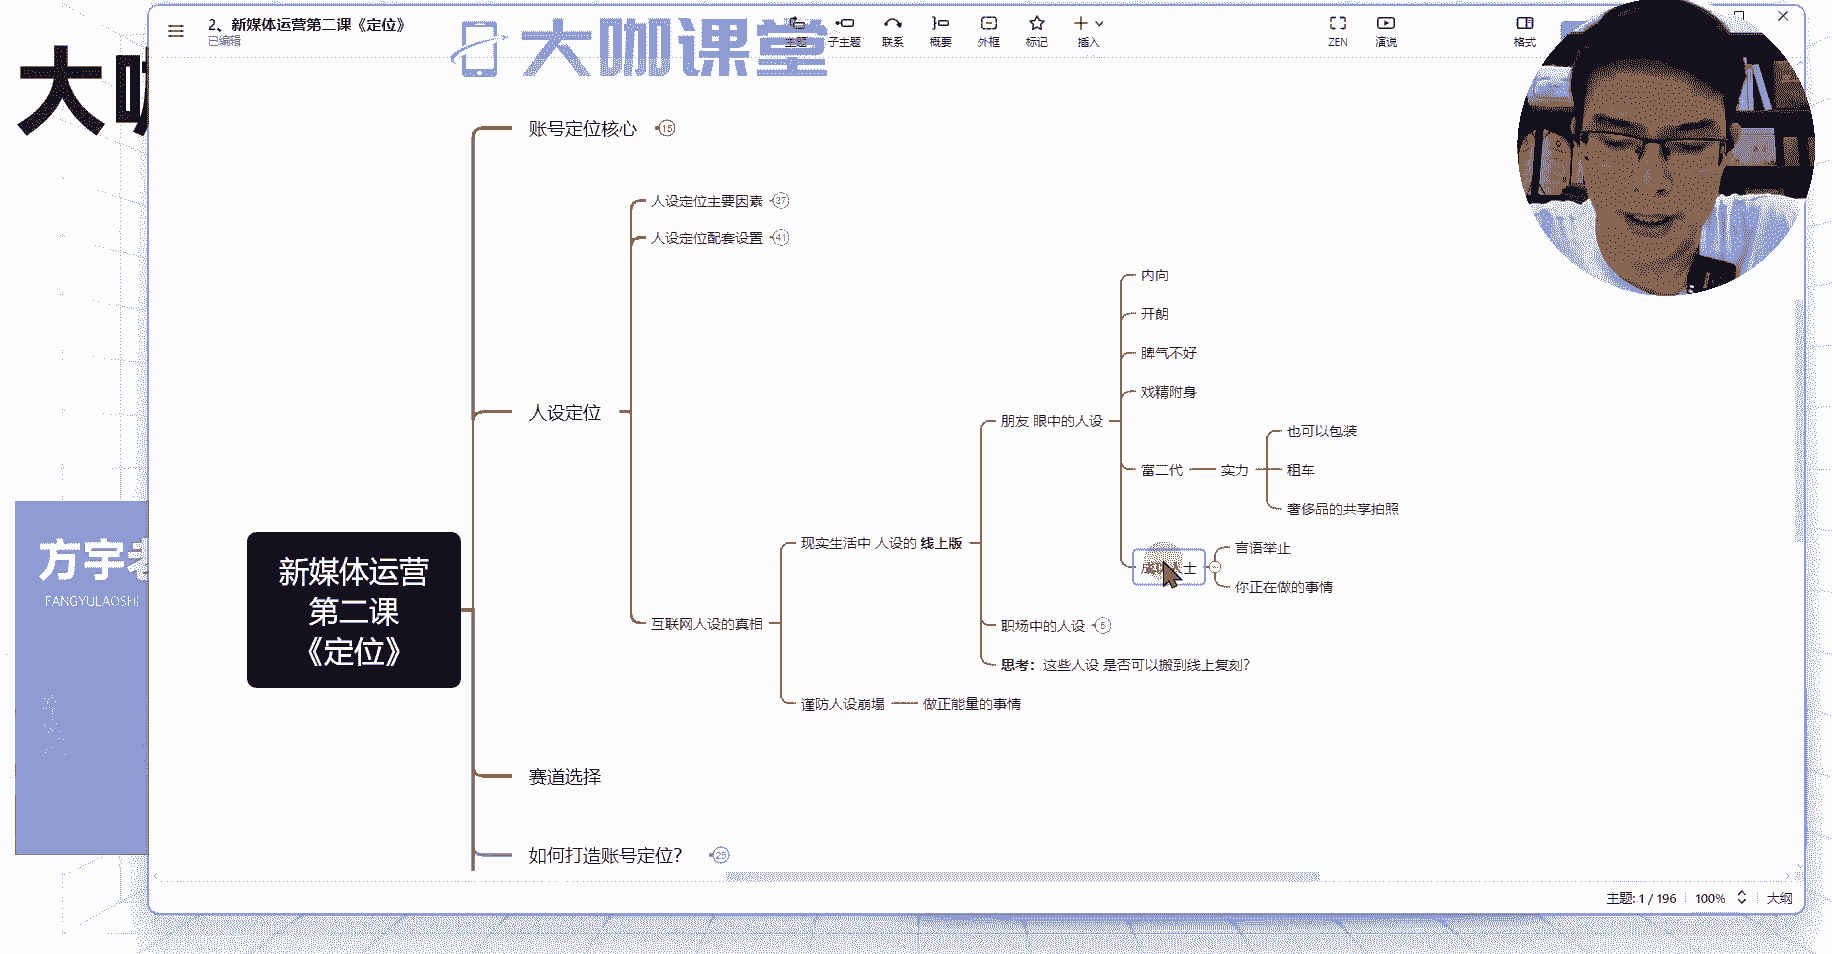 2、新媒体运营第二课《定位》
已编辑
主题
子主题
联系
概要
外框
标记
插入
ZEN
演说
格式
大咖课堂
大咖
方宇老
FANGYULAOSHI
新媒体运营
第二课
《定位》
账号定位核心
15
人设定位
人设定位主要因素
37
人设定位配套设置
41
互联网人设的真相
现实生活中 人设的 线上版
朋友 眼中的人设
内向
开朗
脾气不好
戏精附身
富二代
实力
也可以包装
租车
奢侈品的共享拍照
士
言语举止
你正在做的事情
职场中的人设
5
思考：这些人设 是否可以搬到线上复刻？
谨防人设崩塌
做正能量的事情
赛道选择
如何打造账号定位？
25
主题: 1 / 196
100%
大纲